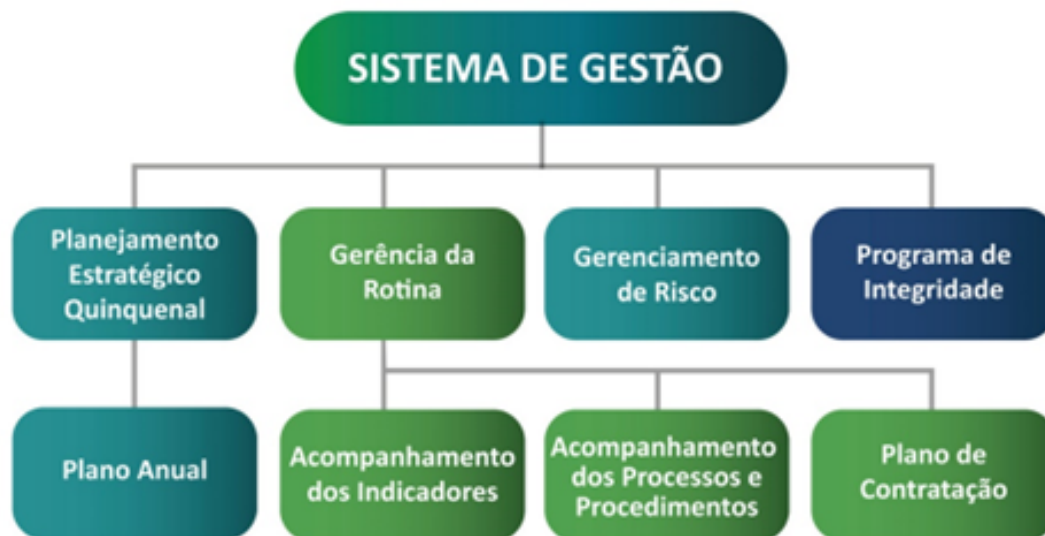 SISTEMA DE GESTÃO
Planejamento
Estratégico
Quinquenal
Gerência da
Rotina
Gerenciamento
de Risco
Programa de
Integridade
Plano Anual
Acompanhamento
dos Indicadores
Acompanhamento
dos Processos e
Procedimentos
Plano de
Contratação